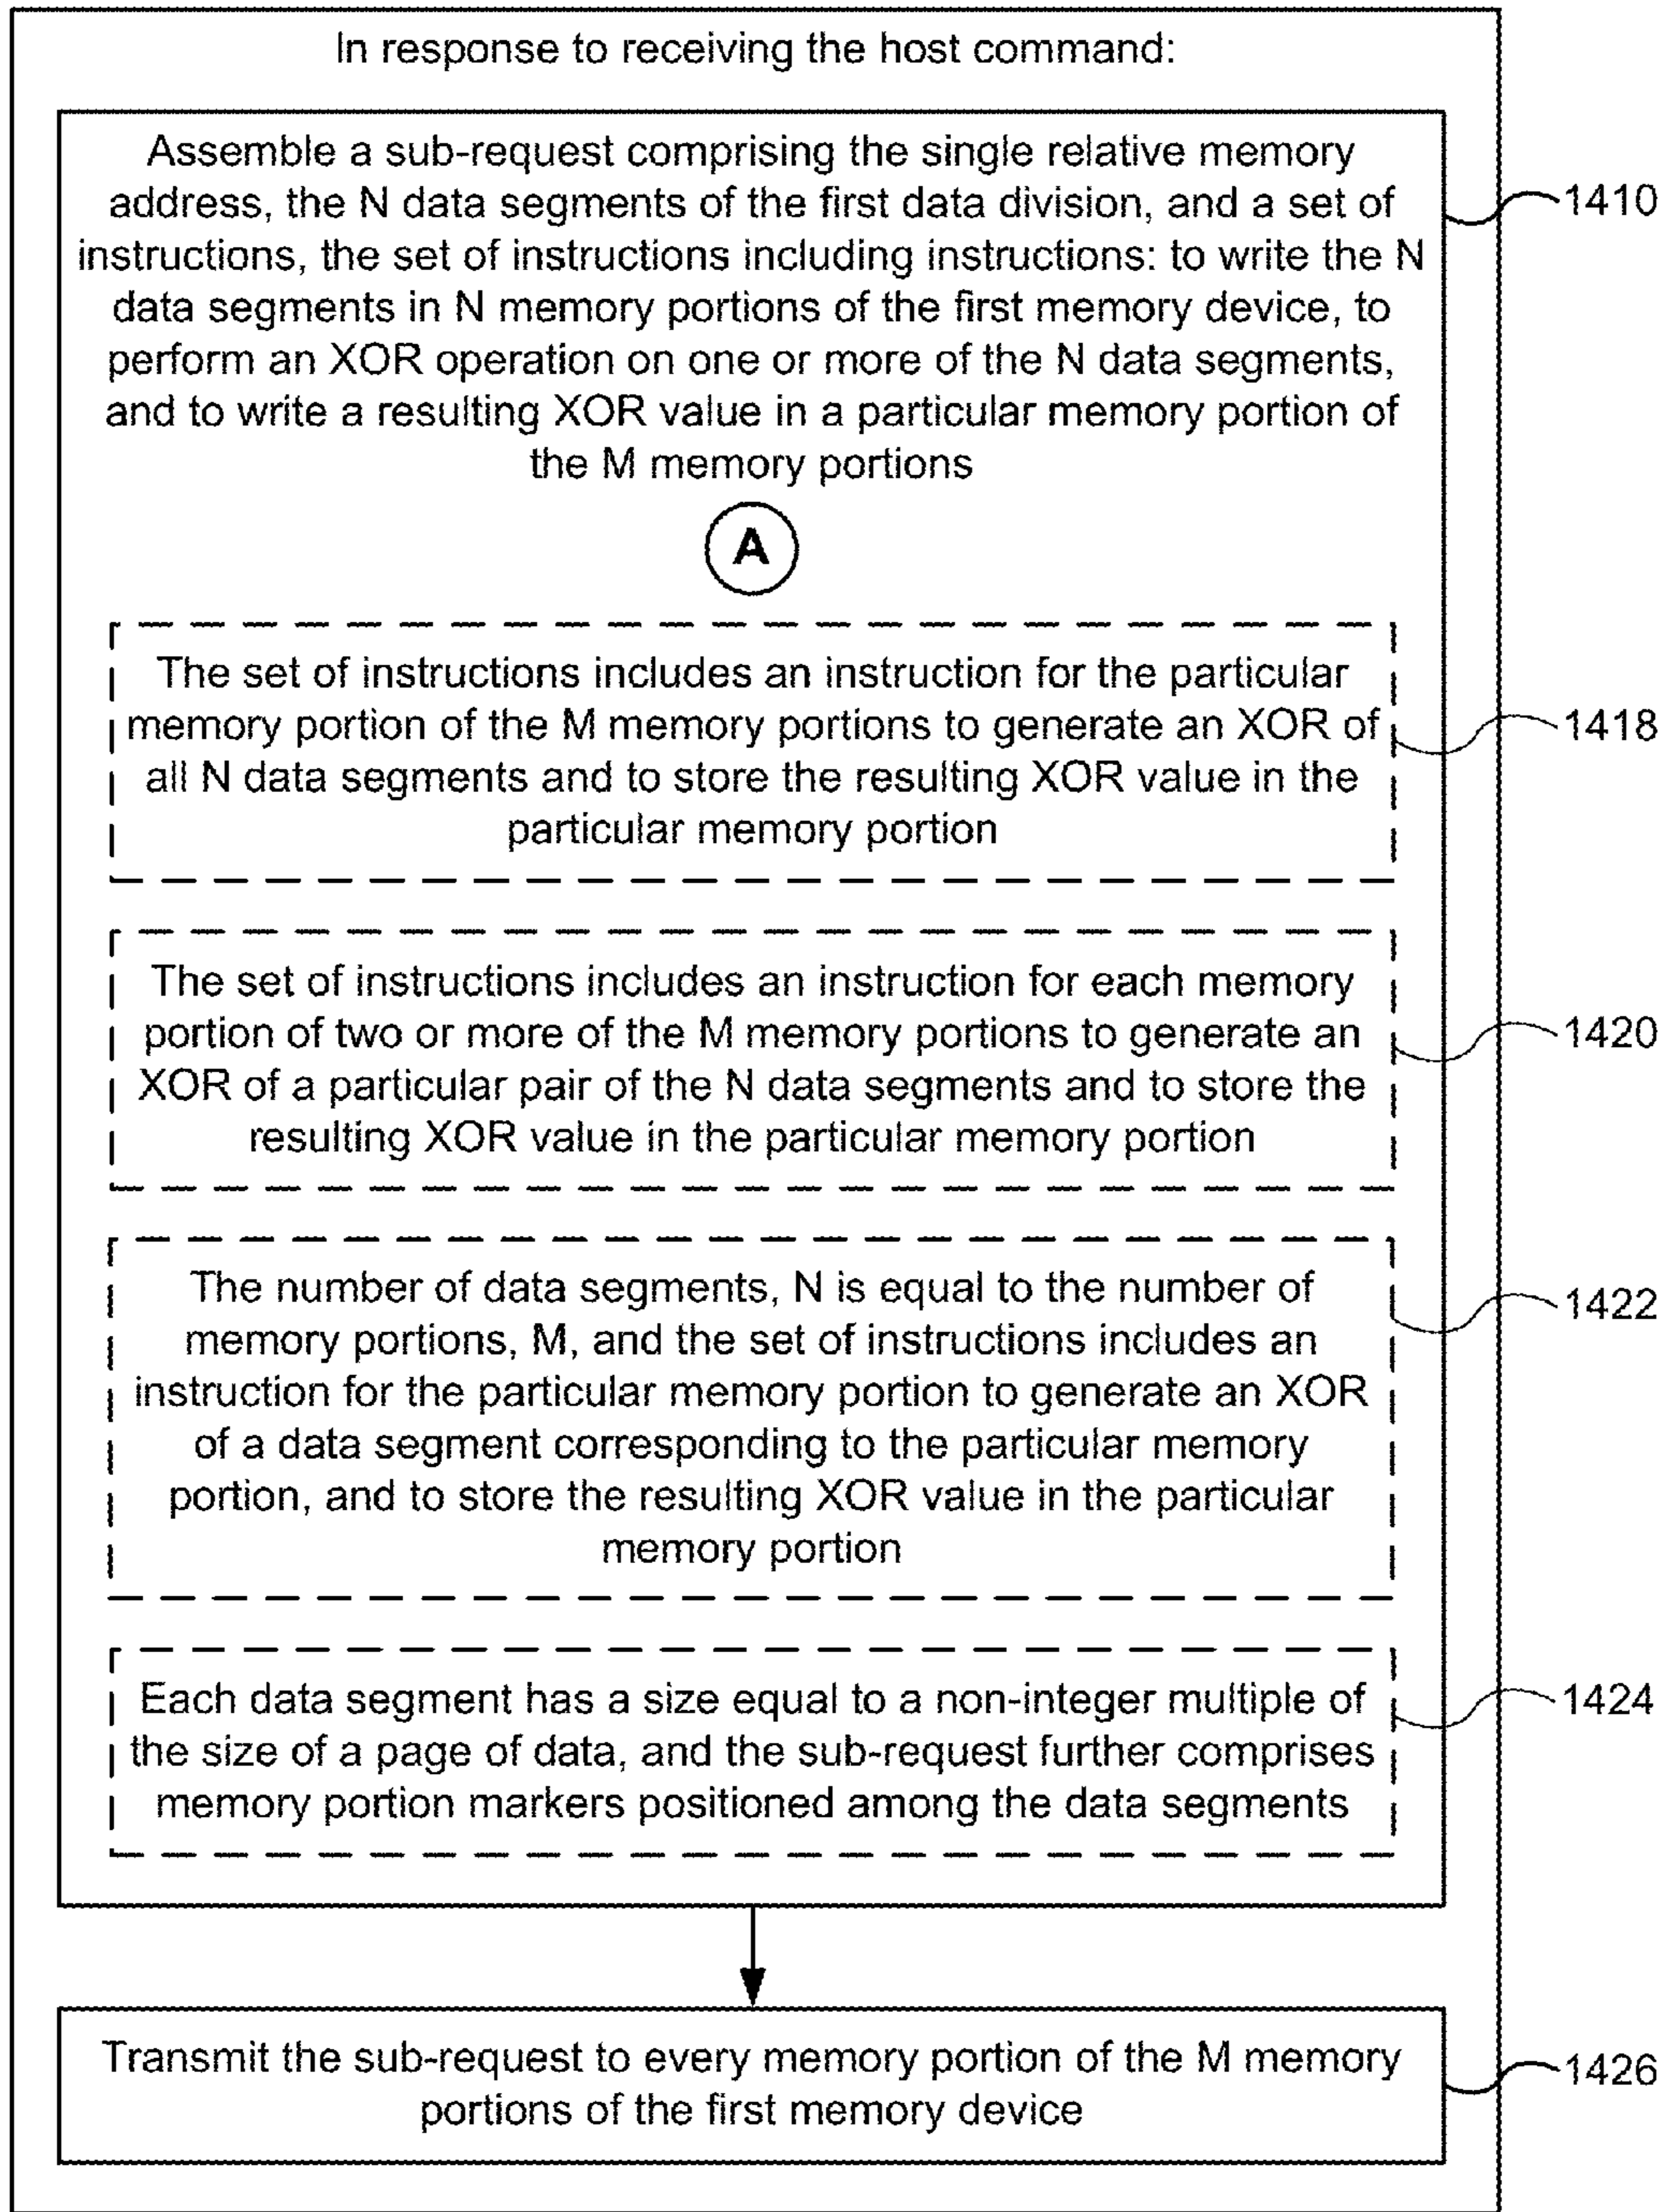 In response to receiving the host command:
Assemble a sub-request comprising the single relative memory
address, the N data segments of the first data division, and a set of
instructions, the set of instructions including instructions: to write the N
data segments in N memory portions of the first memory device, to
perform an XOR operation on one or more of the N data segments,
and to write a resulting XOR value in a particular memory portion of
the M memory portions
1410
A
The set of instructions includes an instruction for the particular
memory portion of the M memory portions to generate an XOR of
all N data segments and to store the resulting XOR value in the
particular memory portion
1418
The set of instructions includes an instruction for each memory
portion of two or more of the M memory portions to generate an
XOR of a particular pair of the N data segments and to store the
resulting XOR value in the particular memory portion
1420
The number of data segments, N is equal to the number of
memory portions, M, and the set of instructions includes an
instruction for the particular memory portion to generate an XOR
of a data segment corresponding to the particular memory
portion, and to store the resulting XOR value in the particular
memory portion
1422
Each data segment has a size equal to a non-integer multiple of
the size of a page of data, and the sub-request further comprises
memory portion markers positioned among the data segments
1424
Transmit the sub-request to every memory portion of the M memory
portions of the first memory device
1426